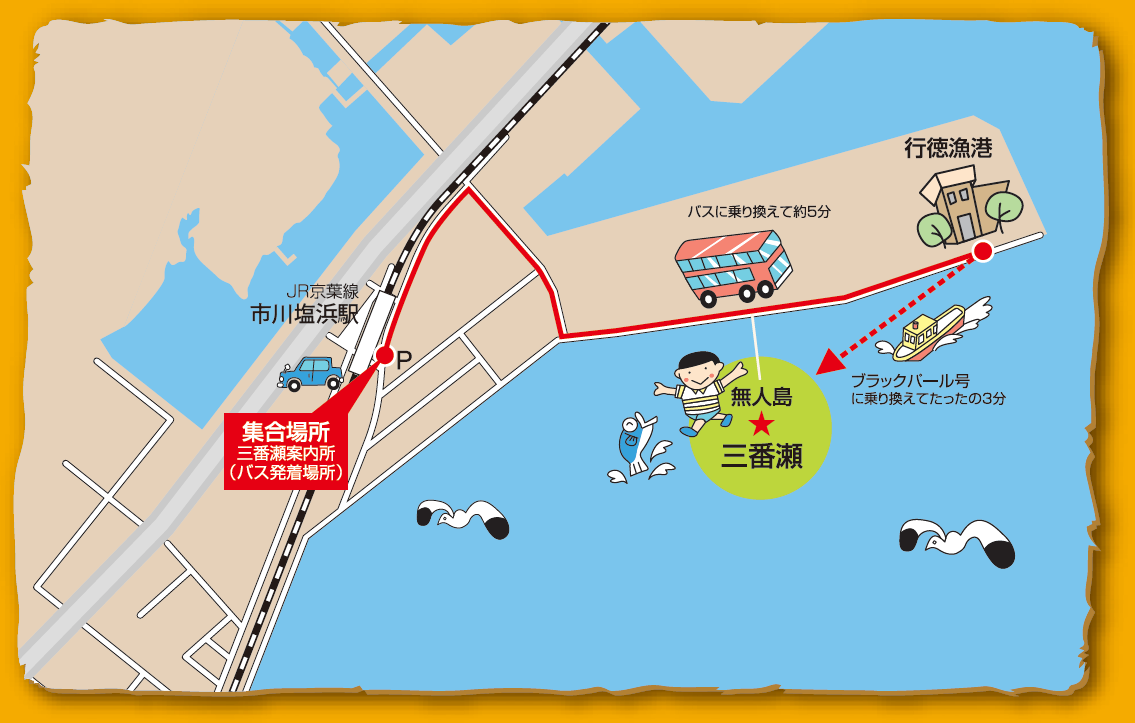 行徳漁港
バスに乗り換えて約5分
JR京葉線
市川塩浜駅
P
ブラックパール号
に乗り換えてたったの3分
無人島
三番瀬
集合場所
三番瀬案内所
（バス発着場所）